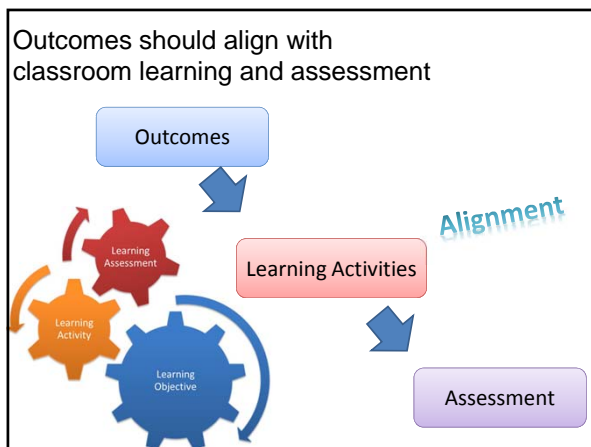 Outcomes should align with
classroom learning and assessment
Outcomes
Alignment
Learning
Assessment
Learning Activities
Learning
Activity
Learning
Objective
Assessment